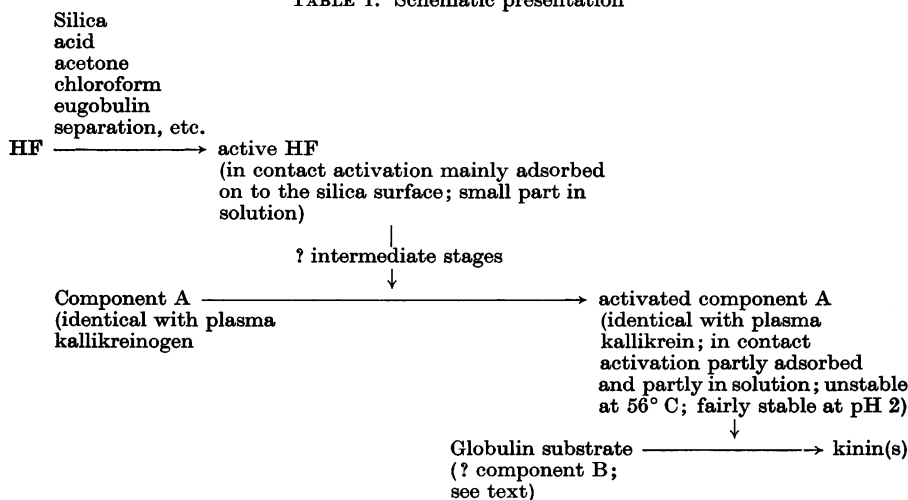 TABLE 1. Schematic presentation
Silica
acid
acetone
chloroform
eugobulin
separation, etc.
HF
active HF
(in contact activation mainly adsorbed
on to the silica surface; small part in
solution)
? intermediate stages
Component A
(identical with plasma
kallikreinogen
activated component A
(identical with plasma
kallikrein; in contact
activation partly adsorbed
and partly in solution; unstable
at 56° C; fairly stable at pH 2)
Globulin substrate
(? component B;
see text)
kinin(s)